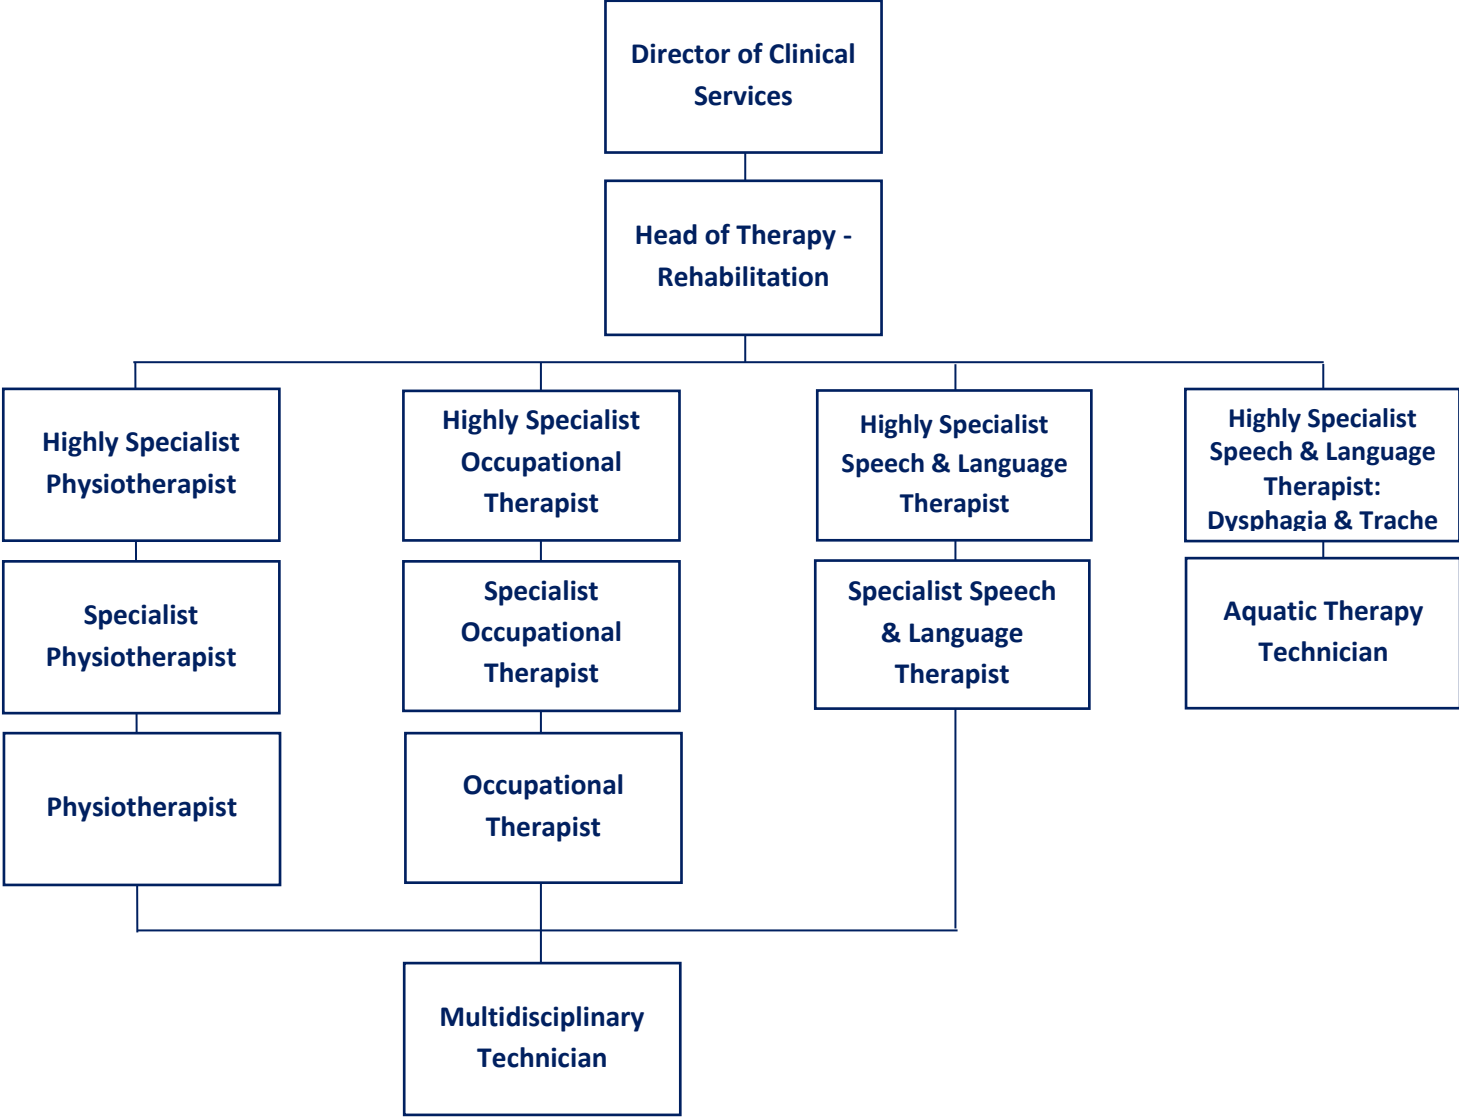 Director of Clinical
Services
Head of Therapy -
Rehabilitation
Highly Specialist
Physiotherapist
Highly Specialist
Occupational
Therapist
Highly Specialist
Speech & Language
Therapist
Highly Specialist
Speech & Language
Therapist:
Dysphagia & Trache
Specialist
Physiotherapist
Specialist
Occupational
Therapist
Specialist Speech
& Language
Therapist
Aquatic Therapy
Technician
Physiotherapist
Occupational
Therapist
Multidisciplinary
Technician